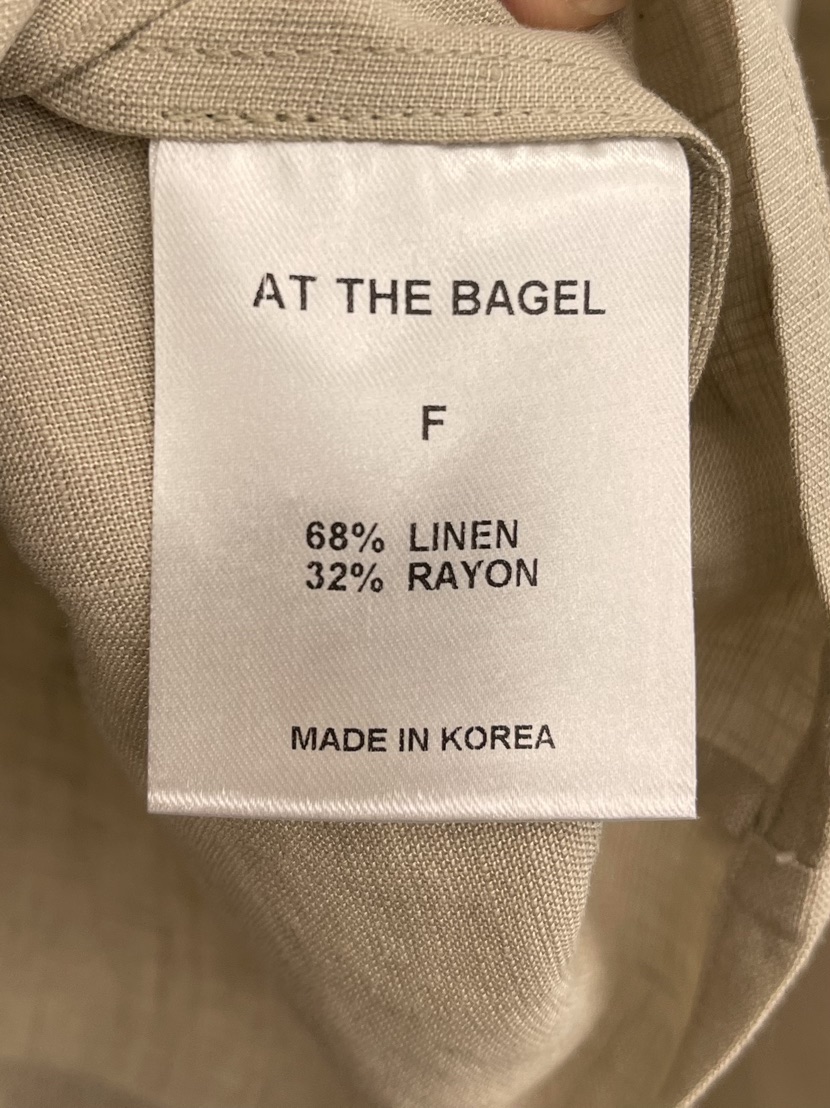 AT THE BAGEL
F
68% LINEN
32% RAYON
MADE IN KOREA